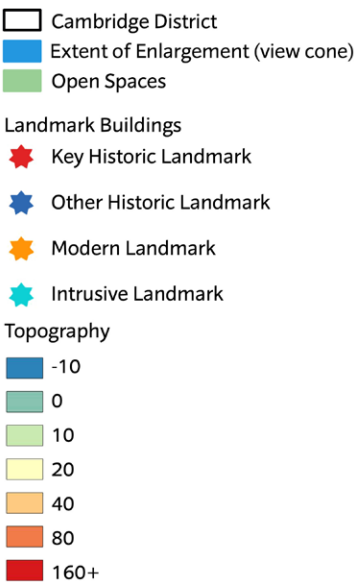 Cambridge District
Extent of Enlargement (view cone)
Open Spaces
Landmark Buildings
Key Historic Landmark
Other Historic Landmark
Modern Landmark
Intrusive Landmark
Topography
-10
0
10
20
40
80
160+